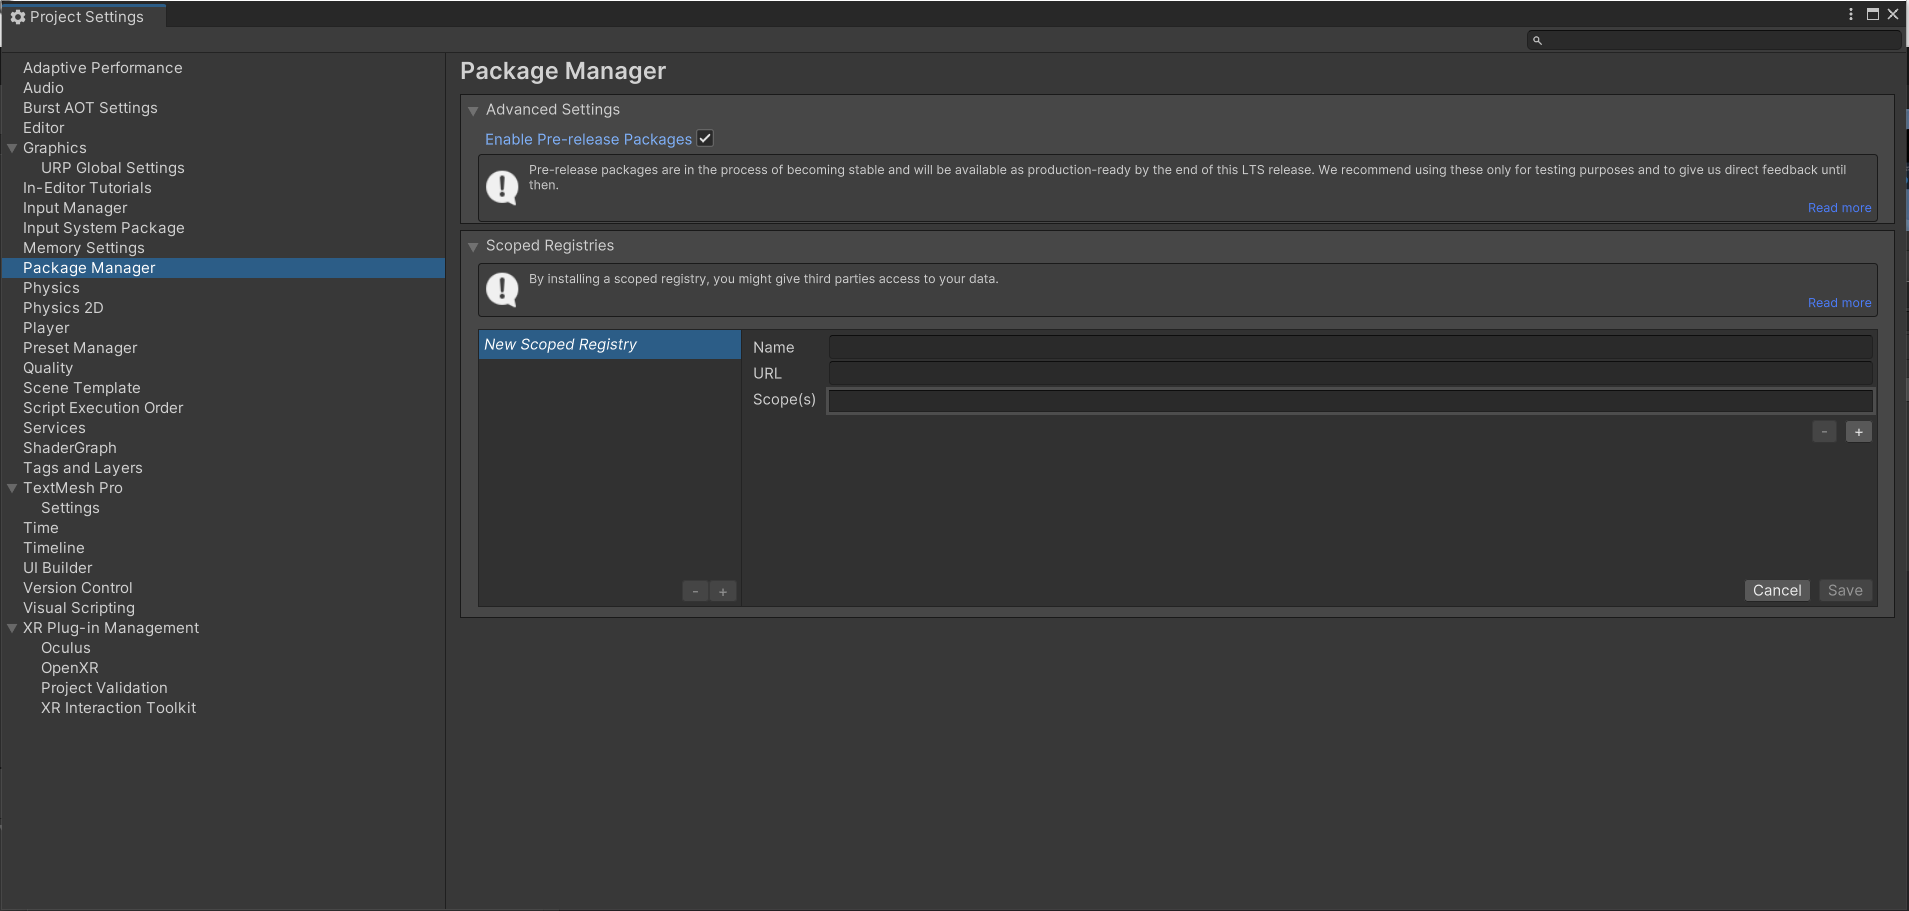 Project Settings
Adaptive Performance
Audio
Burst AOT Settings
Editor
Graphics
URP Global Settings
In-Editor Tutorials
Input Manager
Input System Package
Memory Settings
Package Manager
Physics
Physics 2D
Player
Preset Manager
Quality
Scene Template
Script Execution Order
Services
ShaderGraph
Tags and Layers
TextMesh Pro
Settings
Time
Timeline
UI Builder
Version Control
Visual Scripting
XR Plug-in Management
Oculus
OpenXR
Project Validation
XR Interaction Toolkit
Package Manager
Advanced Settings
Enable Pre-release Packages
Pre-release packages are in the process of becoming stable and will be available as production-ready by the end of this LTS release. We recommend using these only for testing purposes and to give us direct feedback until
then.
Read more
Scoped Registries
By installing a scoped registry, you might give third parties access to your data.
Read more
New Scoped Registry
- +
Name
URL
Scope(s)
- +
Cancel Save